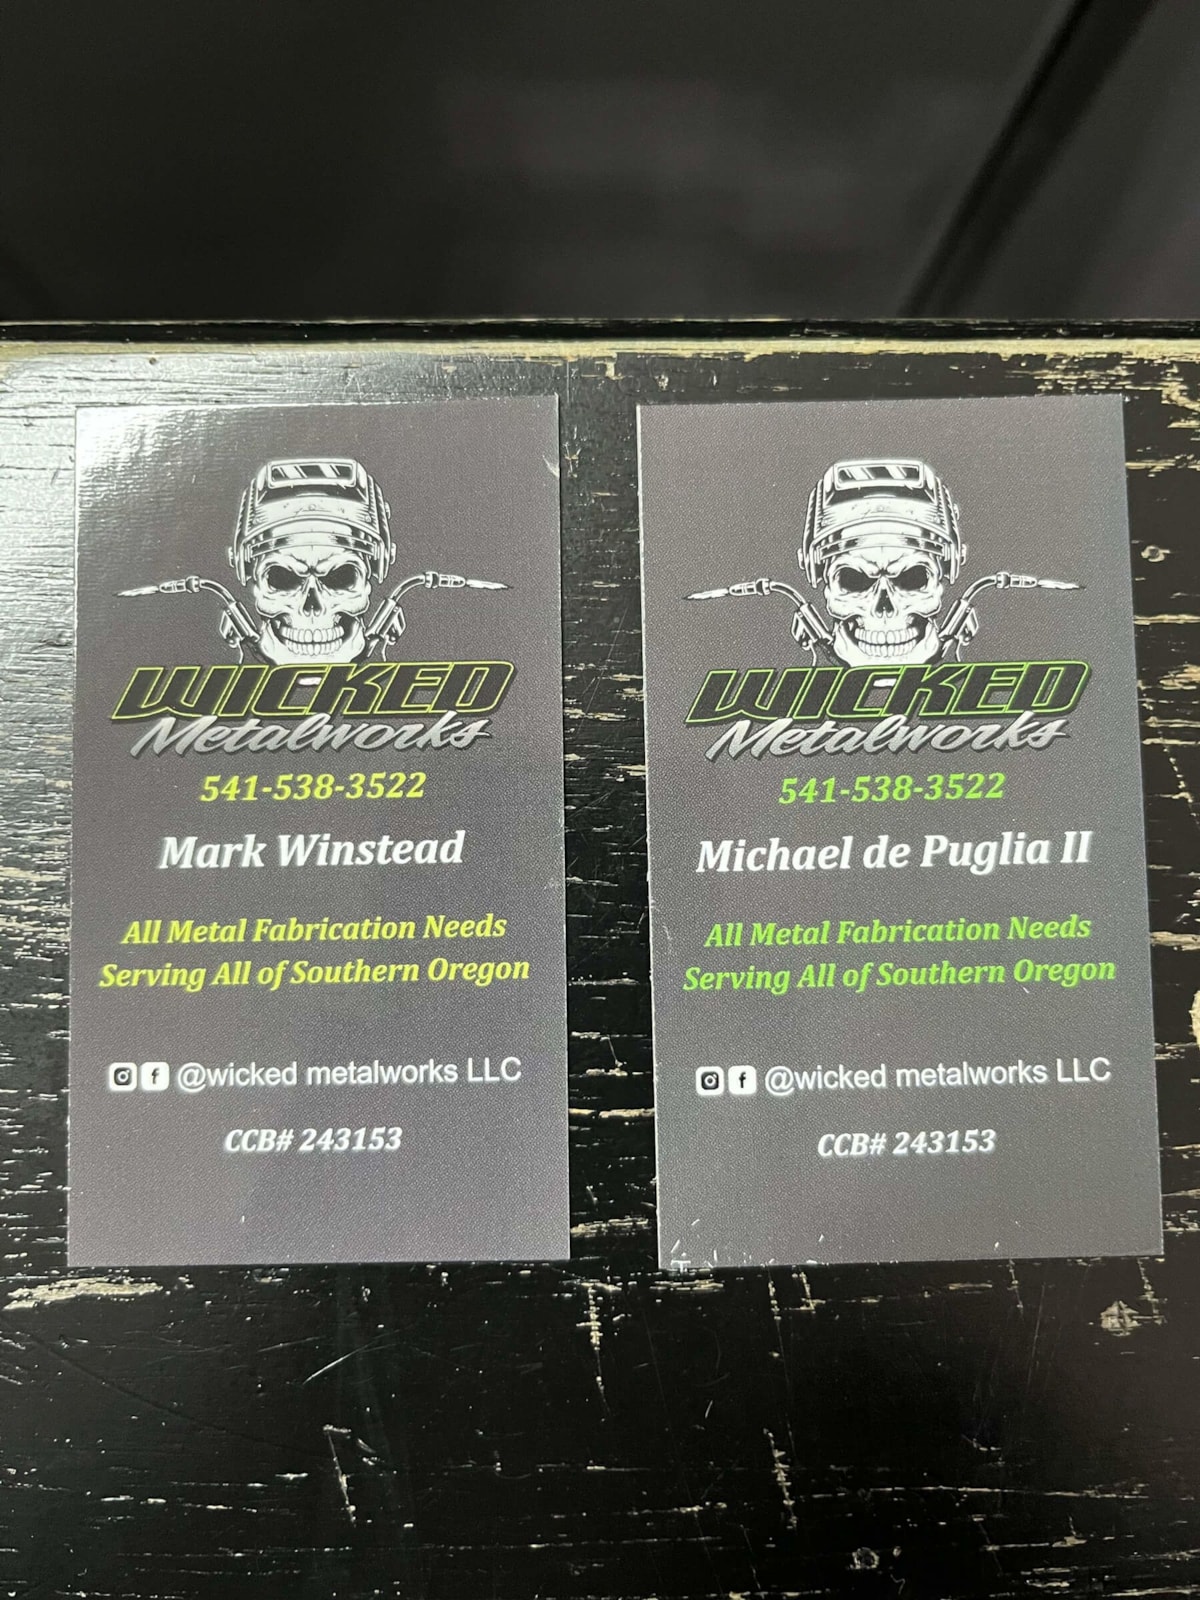 WICKED
Metalworks
541-538-3522
Mark Winstead
All Metal Fabrication Needs
Serving All of Southern Oregon
@wicked metalworks LLC
CCB# 243153
WICKED
Metalworks
541-538-3522
Michael de Puglia II
All Metal Fabrication Needs
Serving All of Southern Oregon
@wicked metalworks LLC
CCB# 243153